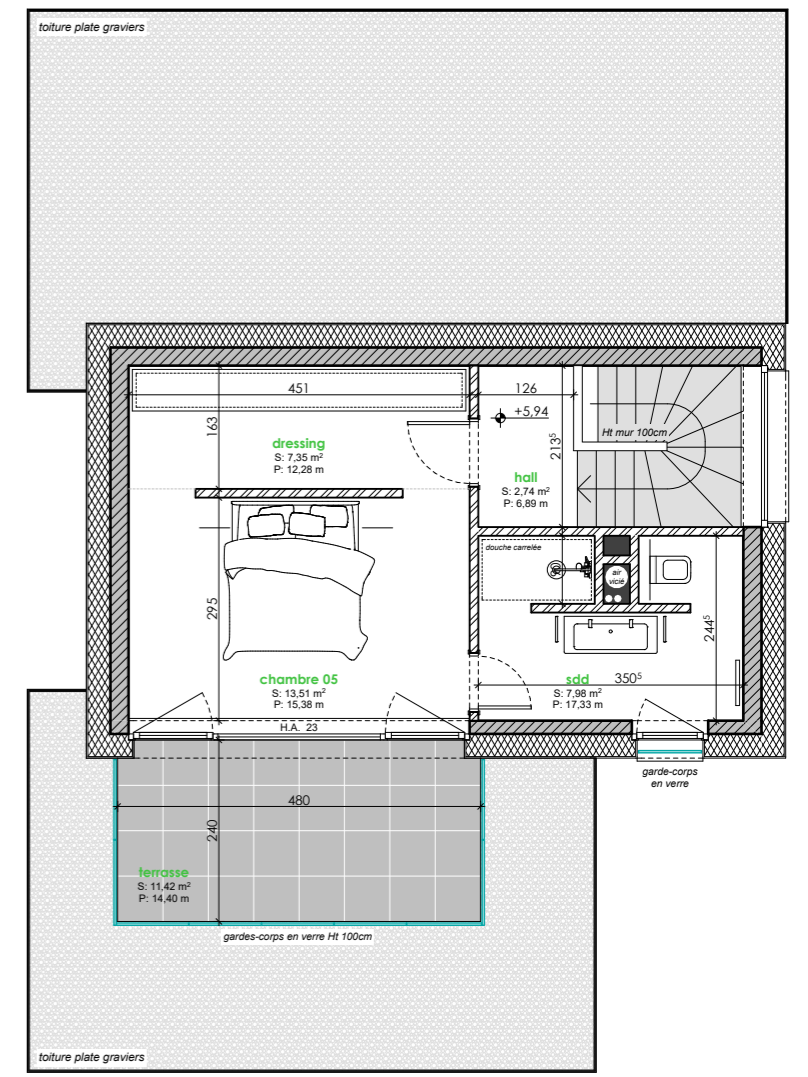 toiture plate graviers
451
126
+5,94
163
213⁵
Ht mur 100cm
dressing
S: 7,35 m²
P: 12,28 m
hall
S: 2,74 m²
P: 6,89 m
douche carrelée
air
vicié
295
244⁵
chambre 05
S: 13,51 m²
P: 15,38 m
sdd
350⁵
S: 7,98 m²
P: 17,33 m
H.A. 23
garde-corps
en verre
480
240
terrasse
S: 11,42 m²
P: 14,40 m
gardes-corps en verre Ht 100cm
toiture plate graviers